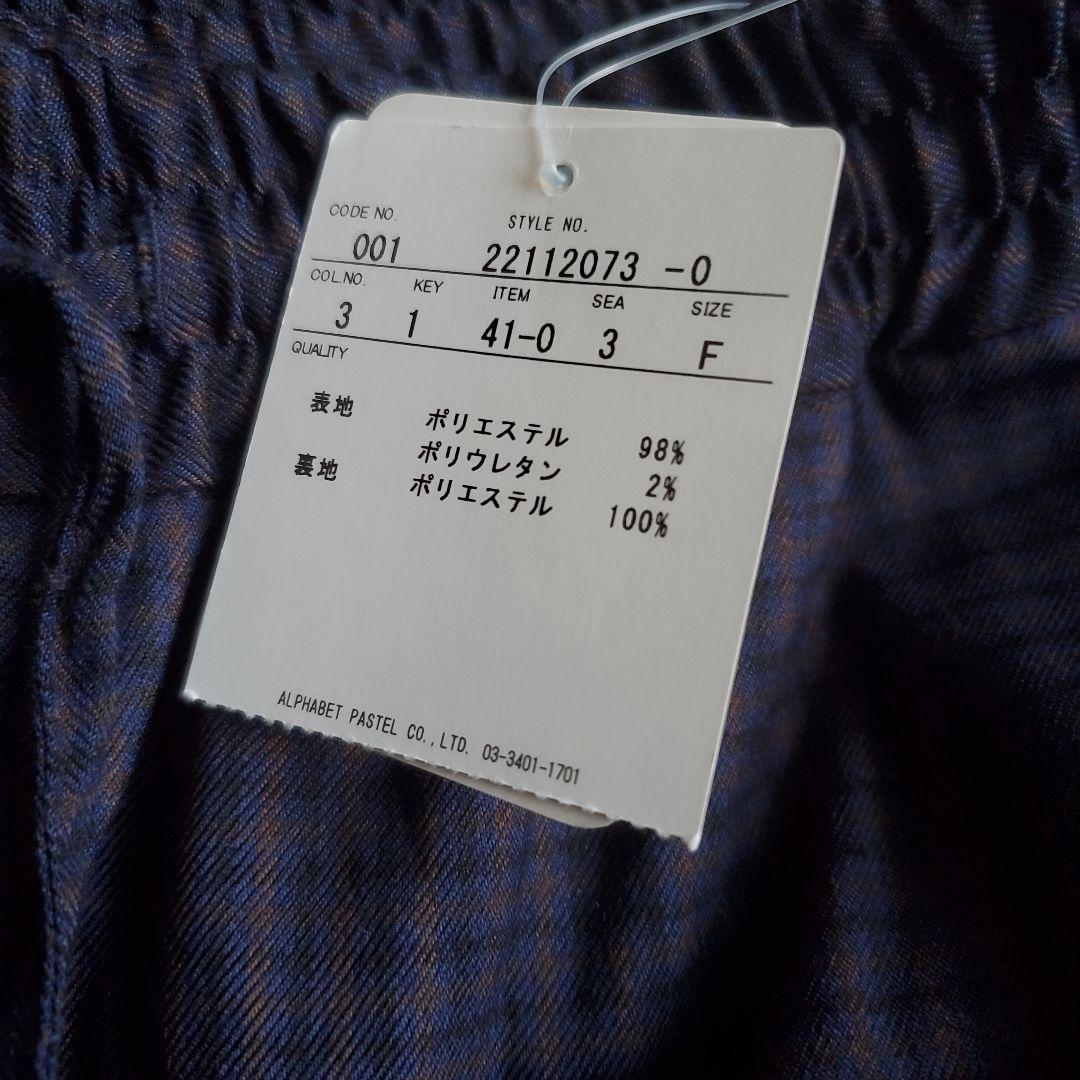 CODE NO. STYLE NO.
001 22112073 -0
COL.NO. KEY ITEM SEA SIZE
3 1 41-0 3 F
QUALITY
表地 ポリエステル 98%
ポリウレタン 2%
裏地 ポリエステル 100%
ALPHABET PASTEL CO.,LTD. 03-3401-1701